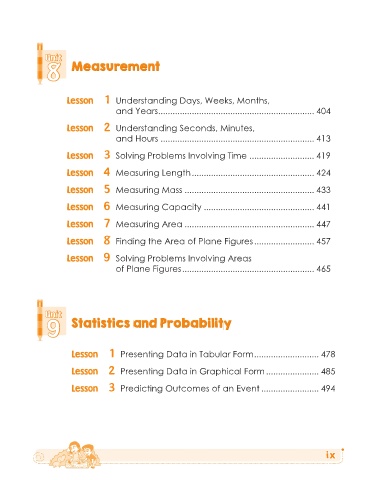 Unit
8
Measurement
Lesson 1 Understanding Days, Weeks, Months,
and Years................................................................ 404
Lesson 2 Understanding Seconds, Minutes,
and Hours ............................................................... 413
Lesson 3 Solving Problems Involving Time ........................... 419
Lesson 4 Measuring Length................................................... 424
Lesson 5 Measuring Mass ...................................................... 433
Lesson 6 Measuring Capacity .............................................. 441
Lesson 7 Measuring Area ...................................................... 447
Lesson 8 Finding the Area of Plane Figures......................... 457
Lesson 9 Solving Problems Involving Areas
of Plane Figures....................................................... 465
Unit
9
Statistics and Probability
Lesson 1 Presenting Data in Tabular Form........................... 478
Lesson 2 Presenting Data in Graphical Form ...................... 485
Lesson 3 Predicting Outcomes of an Event ........................ 494
ix